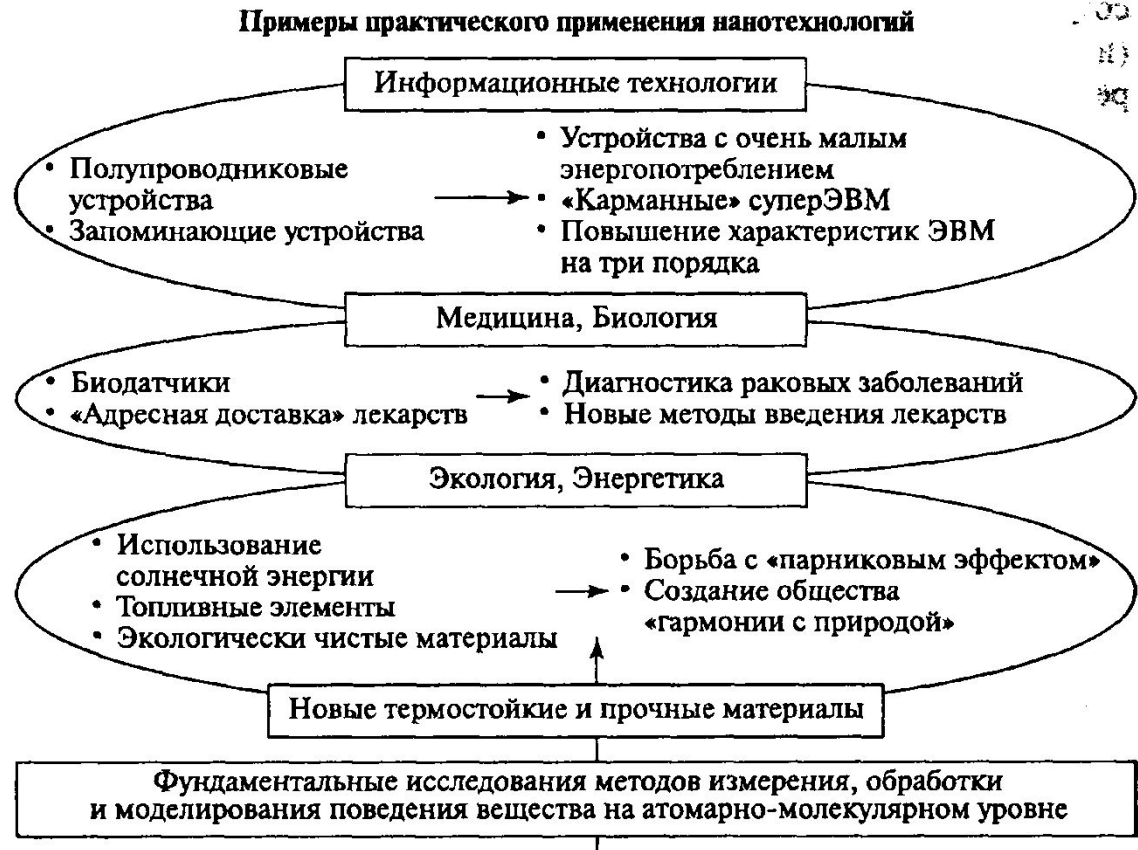 Примеры практического применения нанотехнологий
Информационные технологии
• Полупроводниковые
устройства
• Запоминающие устройства
• Устройства с очень малым
энергопотреблением
• «Карманные» суперЭВМ
• Повышение характеристик ЭВМ
на три порядка
Медицина, Биология
• Биодатчики
• «Адресная доставка» лекарств
• Диагностика раковых заболеваний
• Новые методы введения лекарств
Экология, Энергетика
• Использование
солнечной энергии
• Топливные элементы
• Экологически чистые материалы
• Борьба с «парниковым эффектом»
• Создание общества
«гармонии с природой»
Новые термостойкие и прочные материалы
Фундаментальные исследования методов измерения, обработки
и моделирования поведения вещества на атомарно-молекулярном уровне